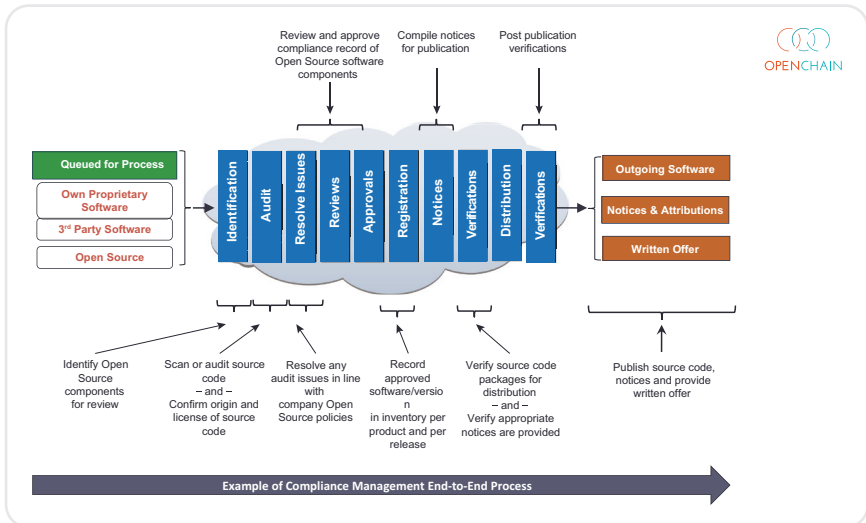 Review and approve
compliance record of
Open Source software
components
Compile notices
for publication
Post publication
verifications
OPENCHAIN
Queued for Process
Own Proprietary
Software
3rd Party Software
Open Source
Identification
Audit
Resolve Issues
Reviews
Approvals
Registration
Notices
Verifications
Distribution
Verifications
Outgoing Software
Notices & Attributions
Written Offer
Identify Open
Source
components
for review
Scan or audit source
code
– and –
Confirm origin and
license of source
code
Resolve any
audit issues in line
with
company Open
Source policies
Record
approved
software/versio
n
in inventory per
product and per
release
Verify source code
packages for
distribution
– and –
Verify appropriate
notices are provided
Publish source code,
notices and provide
written offer
Example of Compliance Management End-to-End Process